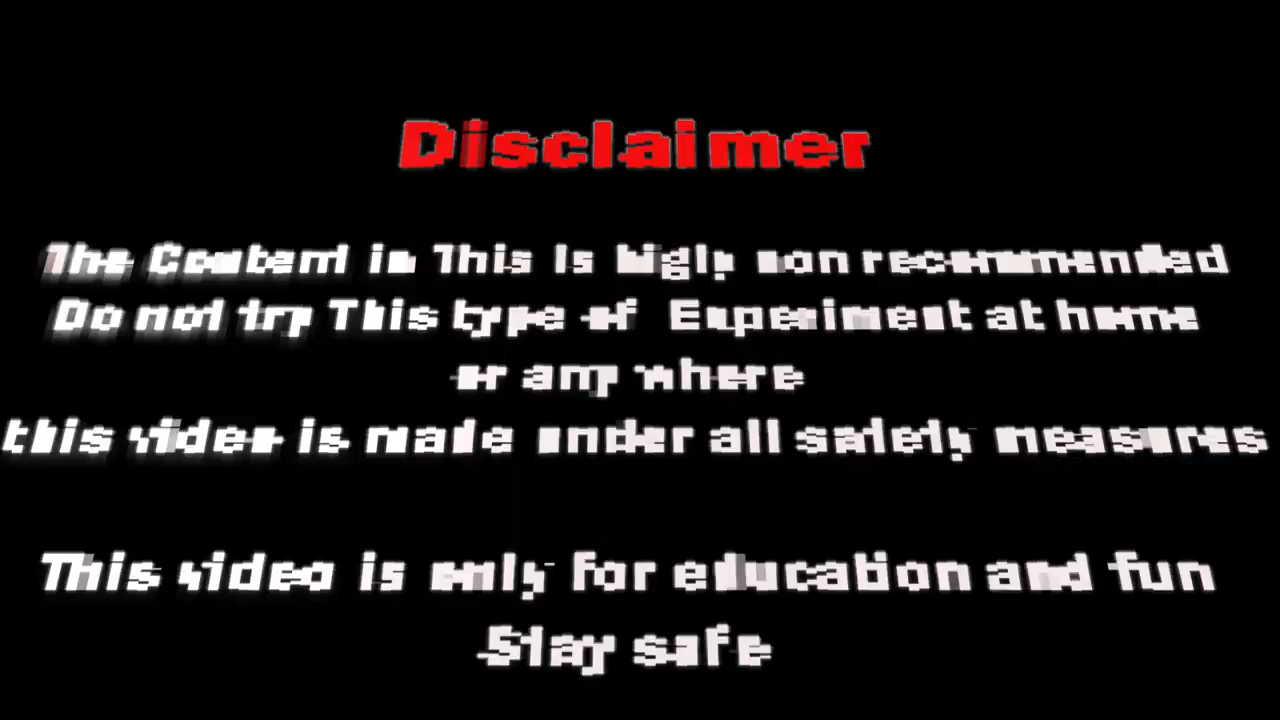 Disclaimer
The Content in This Is higly non recommended
Do not try This type of Experiment at home
or any where
this video is made under all safety measures
This video is only for education and fun
Stay safe